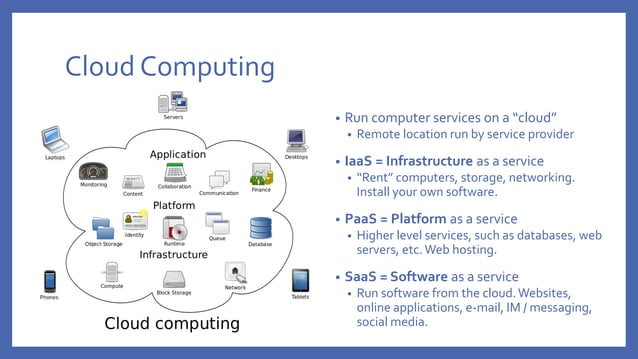 Cloud Computing
Servers
Laptops
Desktops
Application
Monitoring
Content
Collaboration
Communication
Finance
Platform
Object Storage
Identity
Runtime
Queue
Database
Infrastructure
Compute
Block Storage
Network
Phones
Tablets
Cloud computing
▪ Run computer services on a “cloud”
▪ Remote location run by service provider
▪ IaaS = Infrastructure as a service
▪ “Rent” computers, storage, networking.
Install your own software.
▪ PaaS = Platform as a service
▪ Higher level services, such as databases, web
servers, etc. Web hosting.
▪ SaaS = Software as a service
▪ Run software from the cloud. Websites,
online applications, e-mail, IM / messaging,
social media.